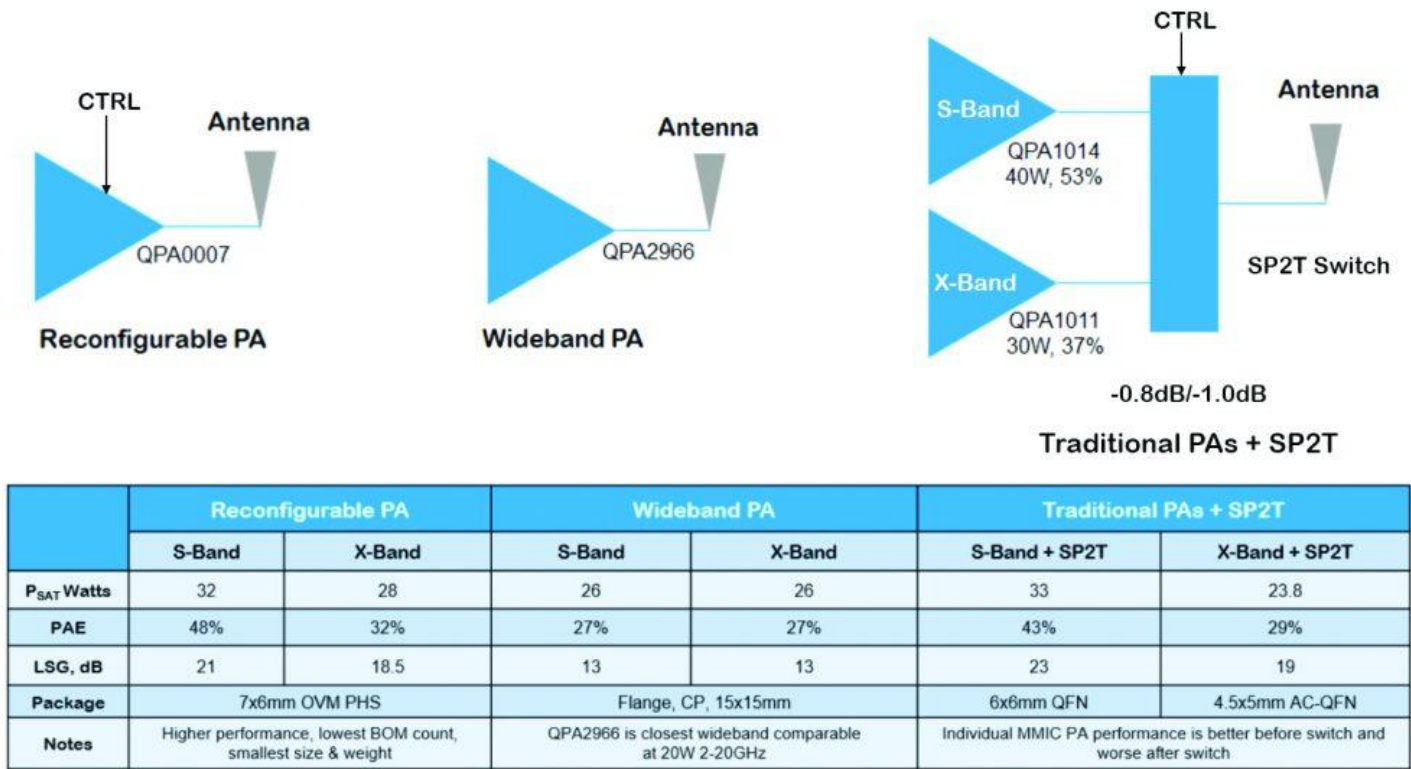 CTRL
Antenna
QPA0007
Reconfigurable PA
Antenna
QPA2966
Wideband PA
CTRL
S-Band
QPA1014
40W, 53%
Antenna
X-Band
QPA1011
30W, 37%
SP2T Switch
-0.8dB/-1.0dB
Traditional PAs + SP2T
Reconfigurable PA Wideband PA Traditional PAs + SP2T
S-Band X-Band S-Band X-Band S-Band + SP2T X-Band + SP2T
PSAT Watts 32 28 26 26 33 23.8
PAE 48% 32% 27% 27% 43% 29%
LSG, dB 21 18.5 13 13 23 19
Package 7x6mm OVM PHS Flange, CP, 15x15mm 6x6mm QFN 4.5x5mm AC-QFN
Notes
Higher performance, lowest BOM count,
smallest size & weight
QPA2966 is closest wideband comparable
at 20W 2-20GHz
Individual MMIC PA performance is better before switch and
worse after switch